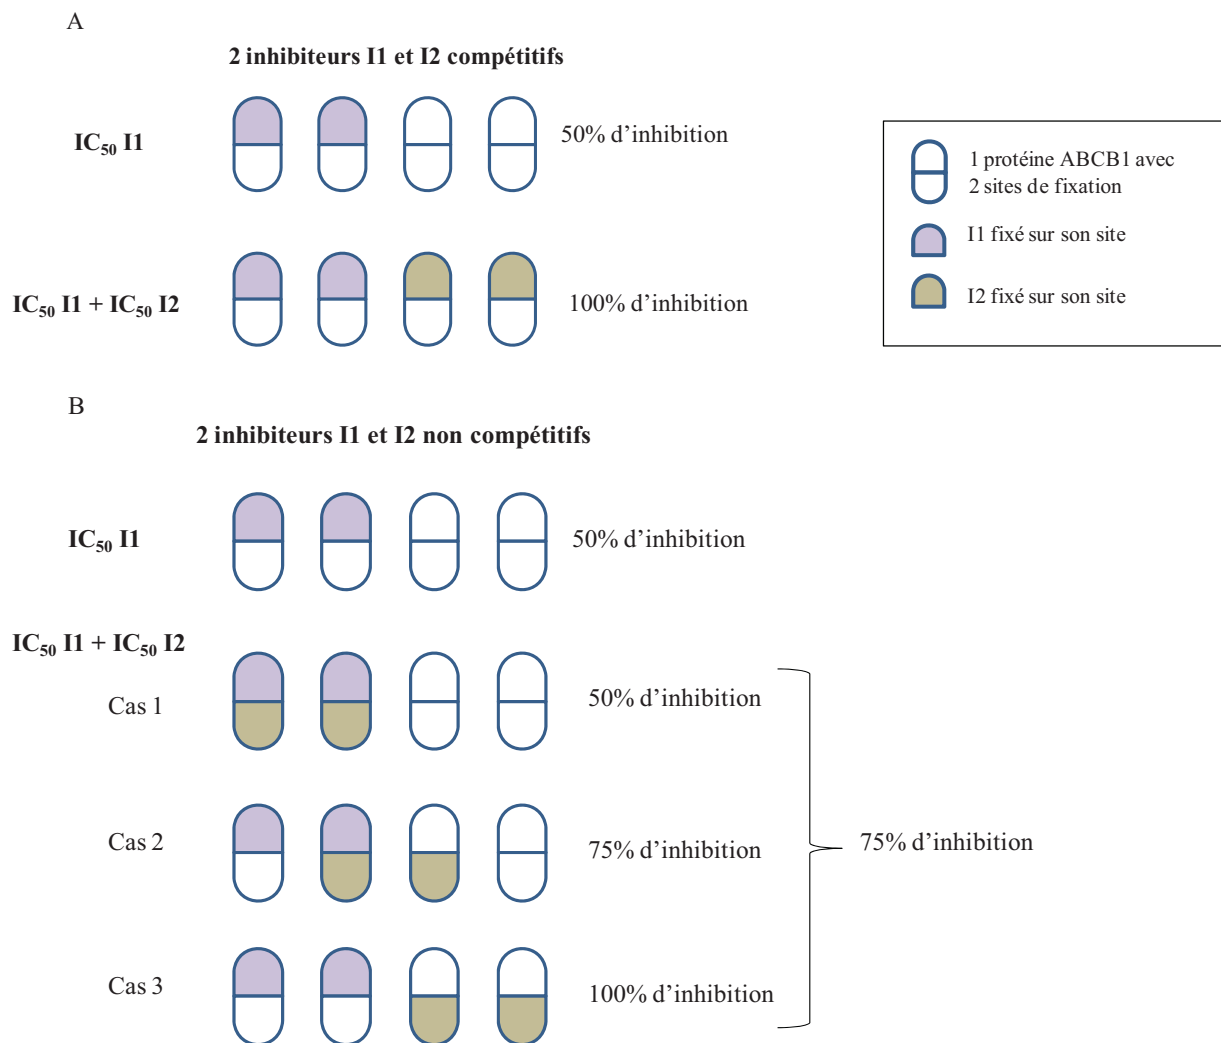 A
2 inhibiteurs I1 et I2 compétitifs
IC50 I1
50% d’inhibition
IC50 I1 + IC50 I2
100% d’inhibition
1 protéine ABCB1 avec
2 sites de fixation
I1 fixé sur son site
I2 fixé sur son site
B
2 inhibiteurs I1 et I2 non compétitifs
IC50 I1
50% d’inhibition
IC50 I1 + IC50 I2
Cas 1
50% d’inhibition
Cas 2
75% d’inhibition
75% d’inhibition
Cas 3
100% d’inhibition